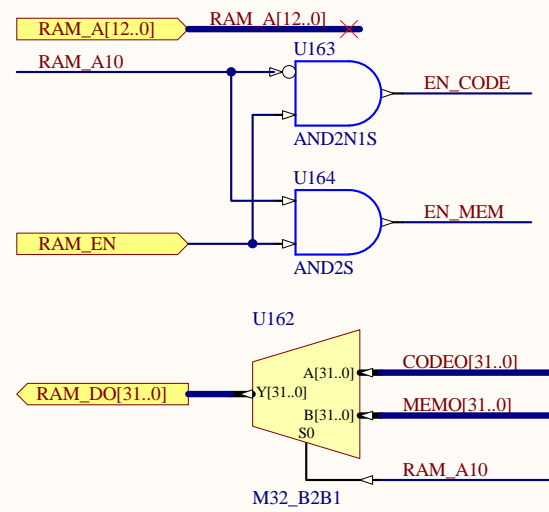 RAM_A[12..0] RAM_A[12..0]
U163
RAM_A10
EN_CODE
AND2N1S
U164
EN_MEM
RAM_EN
AND2S
U162
A[31..0] CODEO[31..0]
RAM_DO[31..0] Y[31..0]
B[31..0] MEMO[31..0]
S0
RAM_A10
M32_B2B1